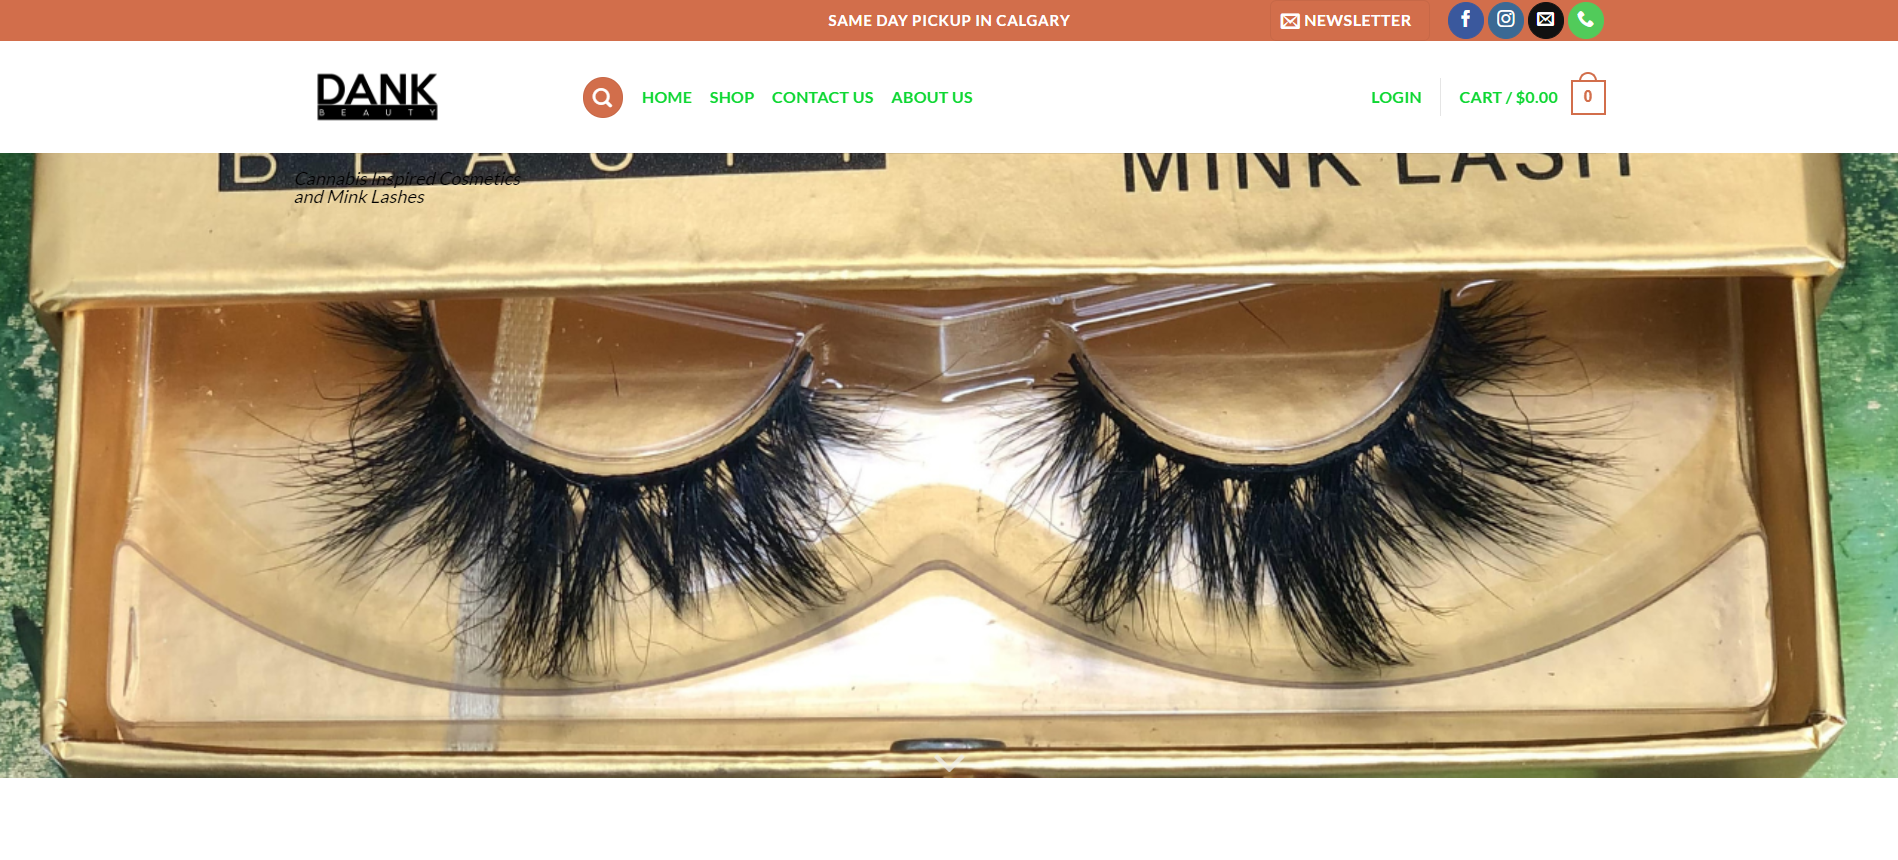 SAME DAY PICKUP IN CALGARY
NEWSLETTER
DANK
BEAUTY
HOME
SHOP
CONTACT US
ABOUT US
LOGIN
CART / $0.00
0
BEAUTY
MINK LASH
Cannabis Inspired Cosmetics
and Mink Lashes